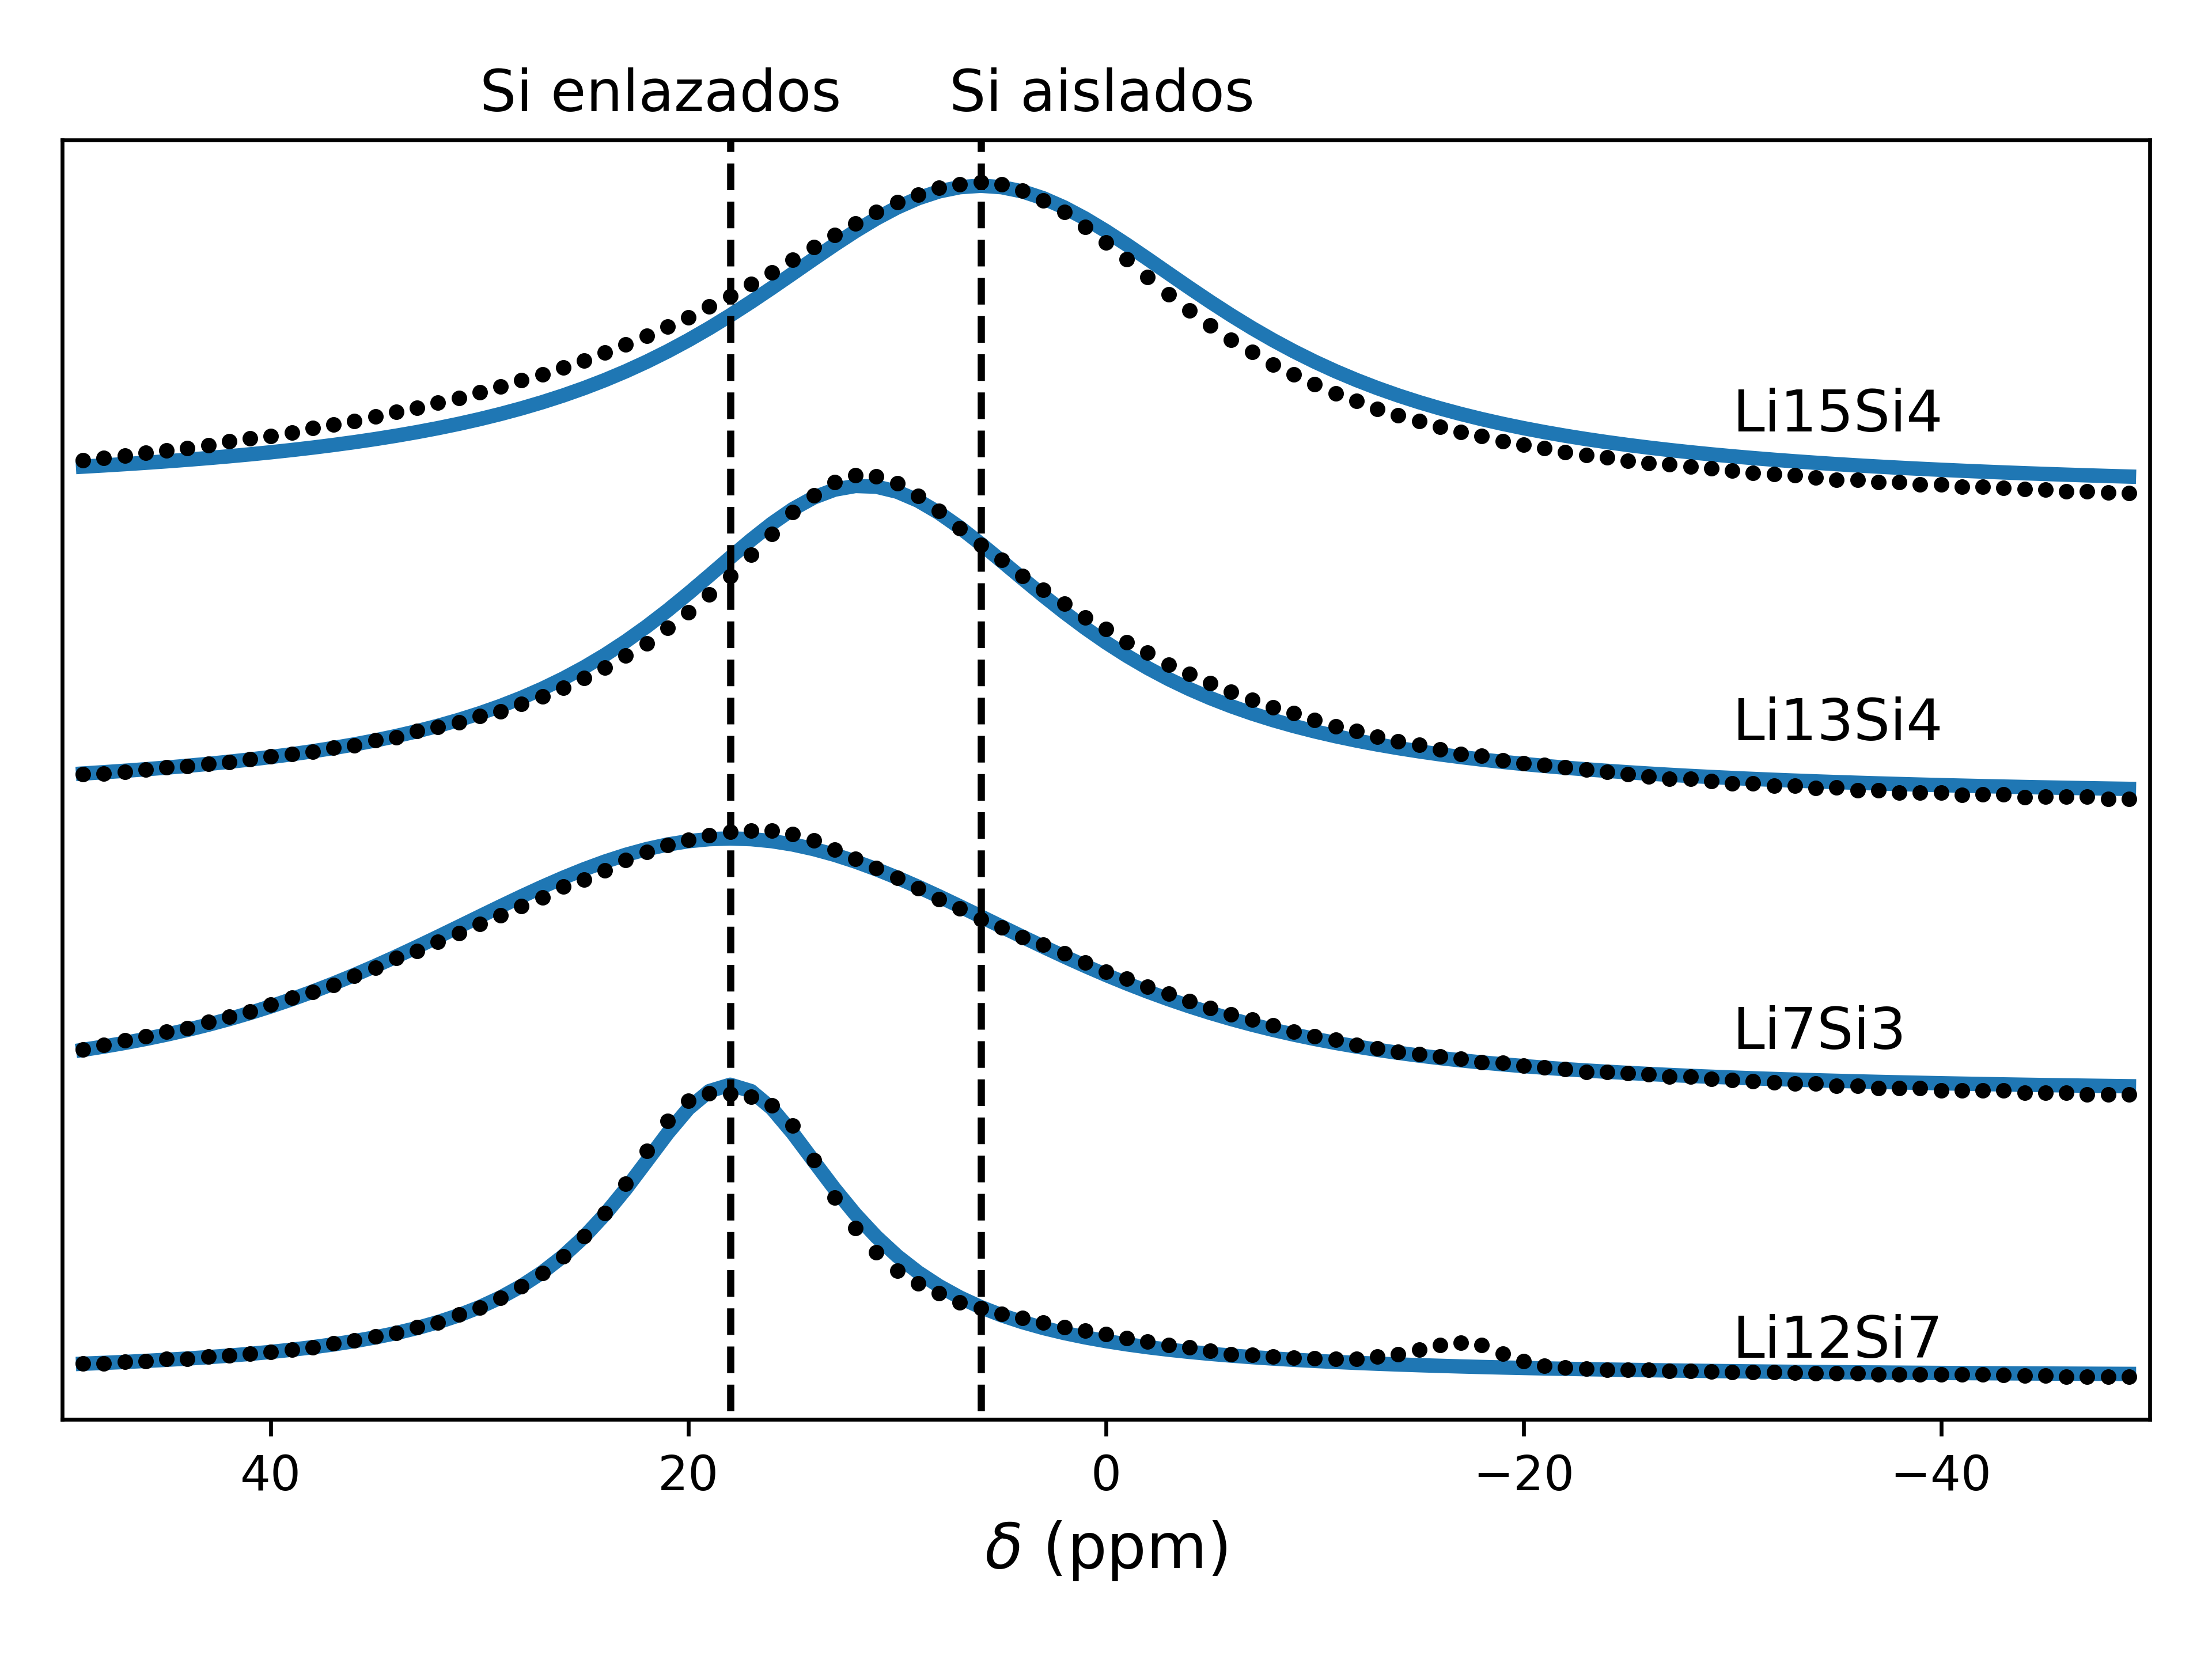 Si enlazados Si aislados
Li15Si4
Li13Si4
Li7Si3
Li12Si7
40 20 0 −20 −40
δ (ppm)